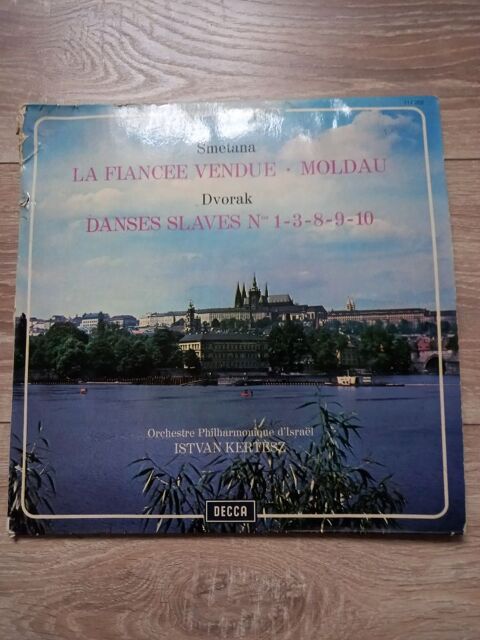 Smetana
LA FIANCEE VENDUE · MOLDAU
Dvorak
DANSES SLAVES Nos 1-3-8-9-10
Orchestre Philharmonique d'Israël
ISTVAN KERTESZ
DECCA